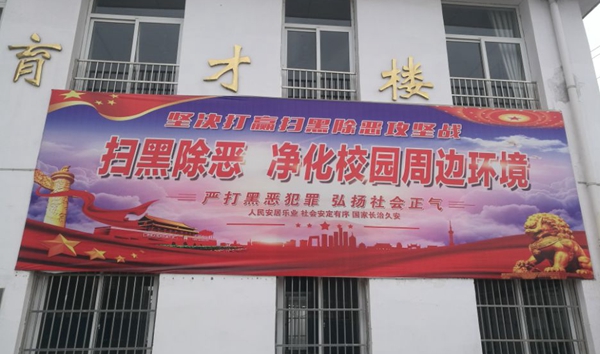 育才楼
坚决打赢扫黑除恶攻坚战
扫黑除恶 净化校园周边环境
严打黑恶犯罪 弘扬社会正气
人民安居乐业 社会安定有序 国家长治久安